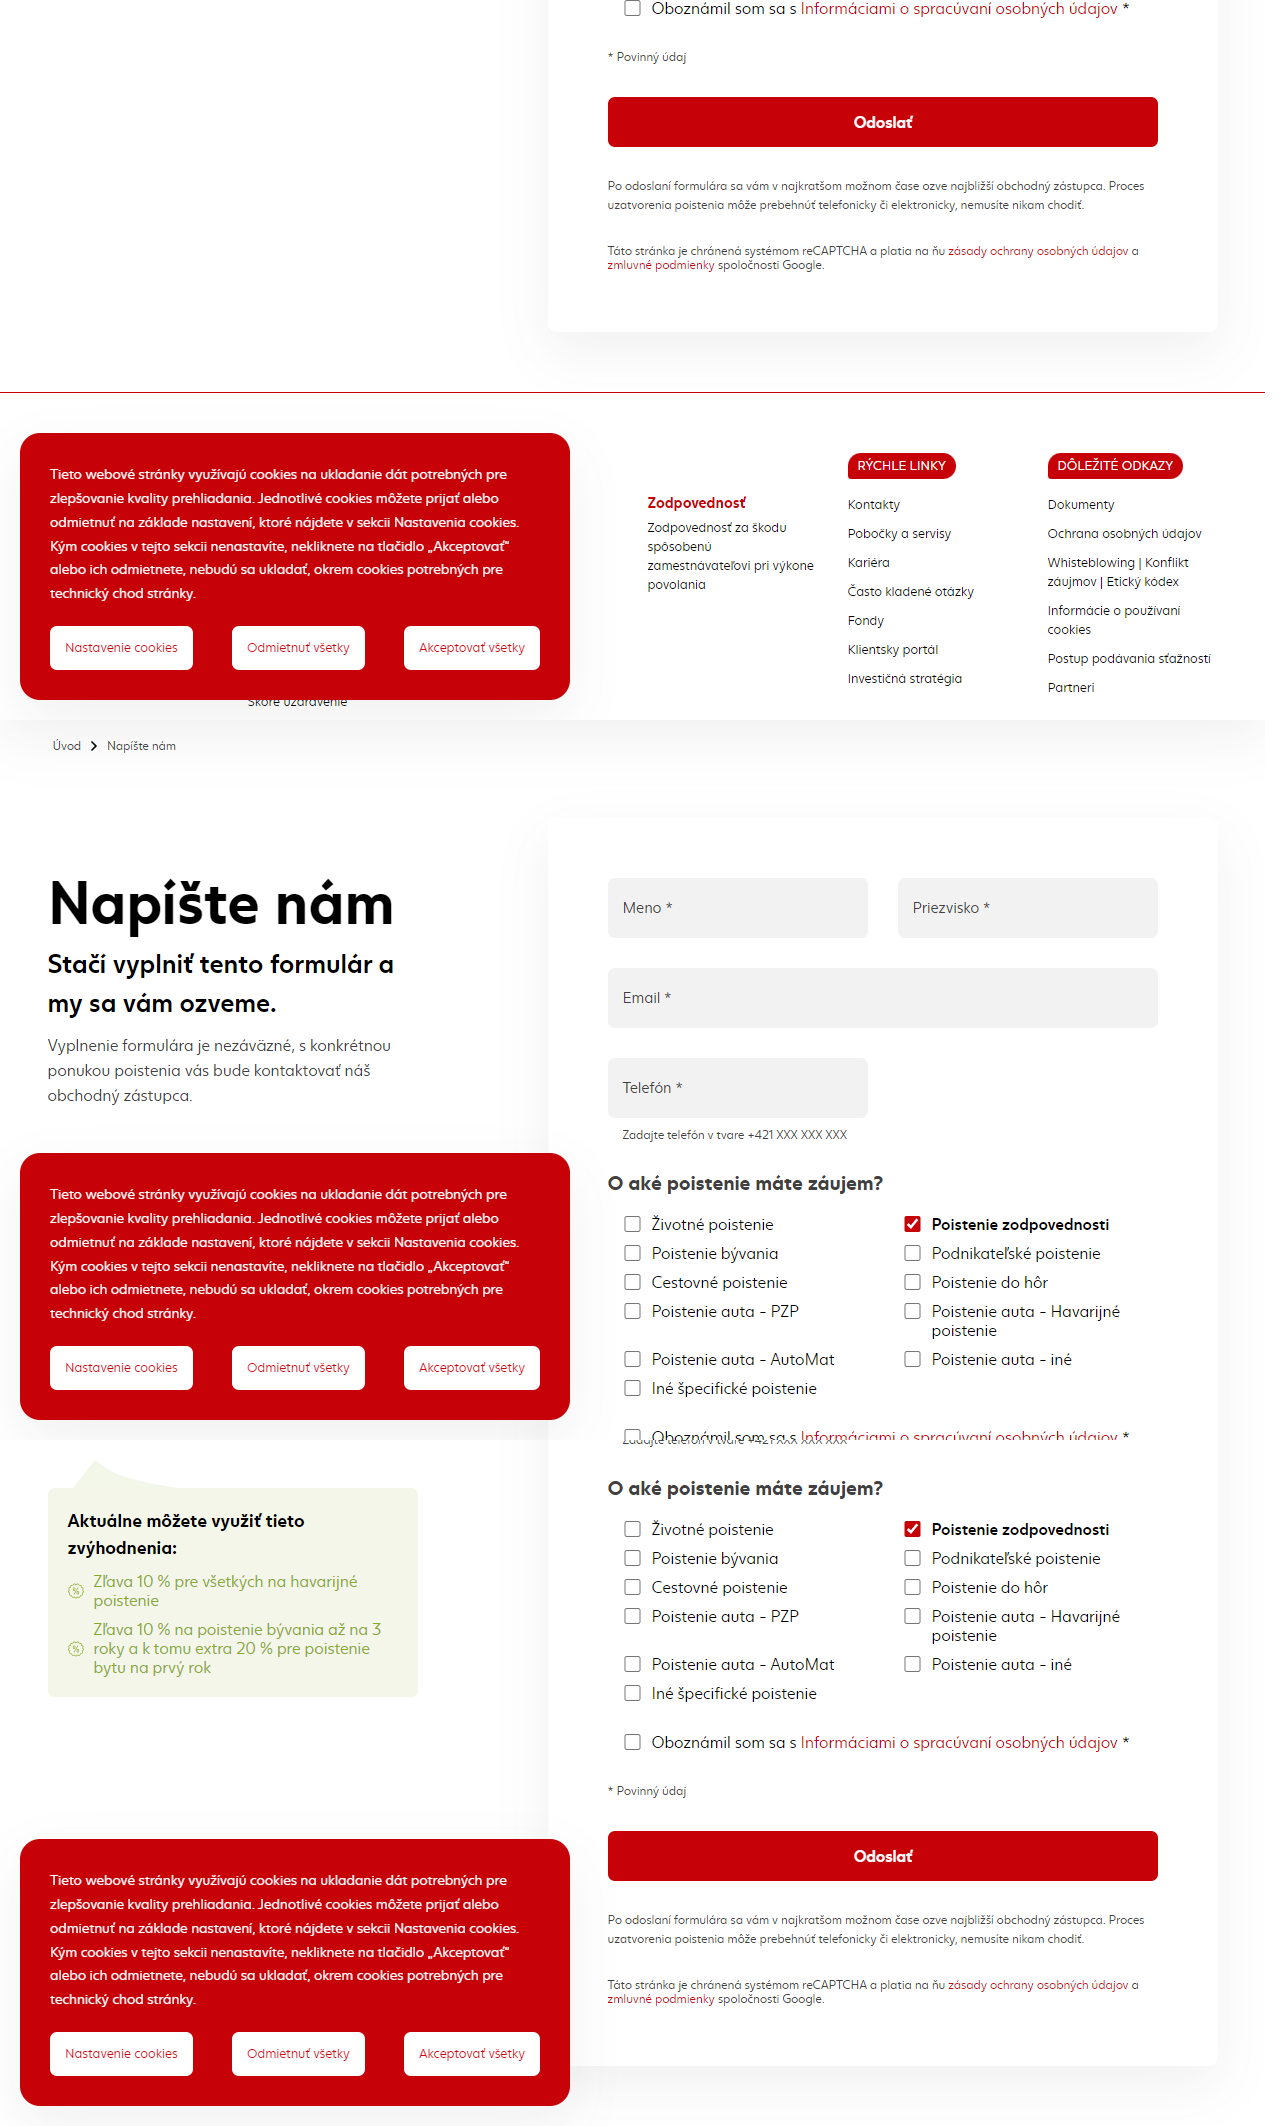 Oboznámil som sa s Informáciami o spracúvaní osobných údajov *
* Povinný údaj
Odoslať
Po odoslaní formulára sa vám v najkratšom možnom čase ozve najbližší obchodný zástupca. Proces
uzatvorenia poistenia môže prebehnúť telefonicky či elektronicky, nemusíte nikam chodiť.
Táto stránka je chránená systémom reCAPTCHA a platia na ňu zásady ochrany osobných údajov a
zmluvné podmienky spoločnosti Google.
Tieto webové stránky využívajú cookies na ukladanie dát potrebných pre
zlepšovanie kvality prehliadania. Jednotlivé cookies môžete prijať alebo
odmietnuť na základe nastavení, ktoré nájdete v sekcii Nastavenia cookies.
Kým cookies v tejto sekcii nenastavíte, nekliknete na tlačidlo „Akceptovať"
alebo ich odmietnete, nebudú sa ukladať, okrem cookies potrebných pre
technický chod stránky.
Nastavenie cookies
Odmietnuť všetky
Akceptovať všetky
Skôre uzdravenie
Zodpovednosť
Zodpovednosť za škodu
spôsobenú
zamestnávateľovi pri výkone
povolania
RÝCHLE LINKY
Kontakty
Pobočky a servisy
Kariéra
Často kladené otázky
Fondy
Klientsky portál
Investičná stratégia
DÔLEŽITÉ ODKAZY
Dokumenty
Ochrana osobných údajov
Whisteblowing | Konflikt
záujmov | Etický kódex
Informácie o používaní
cookies
Postup podávania sťažností
Partneri
Úvod
Napíšte nám
Napíšte nám
Stačí vyplniť tento formulár a
my sa vám ozveme.
Vyplnenie formulára je nezáväzné, s konkrétnou
ponukou poistenia vás bude kontaktovať náš
obchodný zástupca.
Meno *
Priezvisko *
Email *
Telefón *
Zadajte telefón v tvare +421 XXX XXX XXX
O aké poistenie máte záujem?
Životné poistenie
Poistenie zodpovednosti
Poistenie bývania
Podnikateľské poistenie
Cestovné poistenie
Poistenie do hôr
Poistenie auta - PZP
Poistenie auta - Havarijné
poistenie
Poistenie auta - AutoMat
Poistenie auta - iné
Iné špecifické poistenie
Oboznámil som sa s Informáciami o spracúvaní osobných údajov *
Tieto webové stránky využívajú cookies na ukladanie dát potrebných pre
zlepšovanie kvality prehliadania. Jednotlivé cookies môžete prijať alebo
odmietnuť na základe nastavení, ktoré nájdete v sekcii Nastavenia cookies.
Kým cookies v tejto sekcii nenastavíte, nekliknete na tlačidlo „Akceptovať"
alebo ich odmietnete, nebudú sa ukladať, okrem cookies potrebných pre
technický chod stránky.
Nastavenie cookies
Odmietnuť všetky
Akceptovať všetky
Zadajte telefón v tvare +421 XXX XXX XXX
Aktuálne môžete využiť tieto
zvýhodnenia:
Zľava 10 % pre všetkých na havarijné
poistenie
Zľava 10 % na poistenie bývania až na 3
roky a k tomu extra 20 % pre poistenie
bytu na prvý rok
O aké poistenie máte záujem?
Životné poistenie
Poistenie zodpovednosti
Poistenie bývania
Podnikateľské poistenie
Cestovné poistenie
Poistenie do hôr
Poistenie auta - PZP
Poistenie auta - Havarijné
poistenie
Poistenie auta - AutoMat
Poistenie auta - iné
Iné špecifické poistenie
Oboznámil som sa s Informáciami o spracúvaní osobných údajov *
* Povinný údaj
Odoslať
Po odoslaní formulára sa vám v najkratšom možnom čase ozve najbližší obchodný zástupca. Proces
uzatvorenia poistenia môže prebehnúť telefonicky či elektronicky, nemusíte nikam chodiť.
Táto stránka je chránená systémom reCAPTCHA a platia na ňu zásady ochrany osobných údajov a
zmluvné podmienky spoločnosti Google.
Tieto webové stránky využívajú cookies na ukladanie dát potrebných pre
zlepšovanie kvality prehliadania. Jednotlivé cookies môžete prijať alebo
odmietnuť na základe nastavení, ktoré nájdete v sekcii Nastavenia cookies.
Kým cookies v tejto sekcii nenastavíte, nekliknete na tlačidlo „Akceptovať"
alebo ich odmietnete, nebudú sa ukladať, okrem cookies potrebných pre
technický chod stránky.
Nastavenie cookies
Odmietnuť všetky
Akceptovať všetky